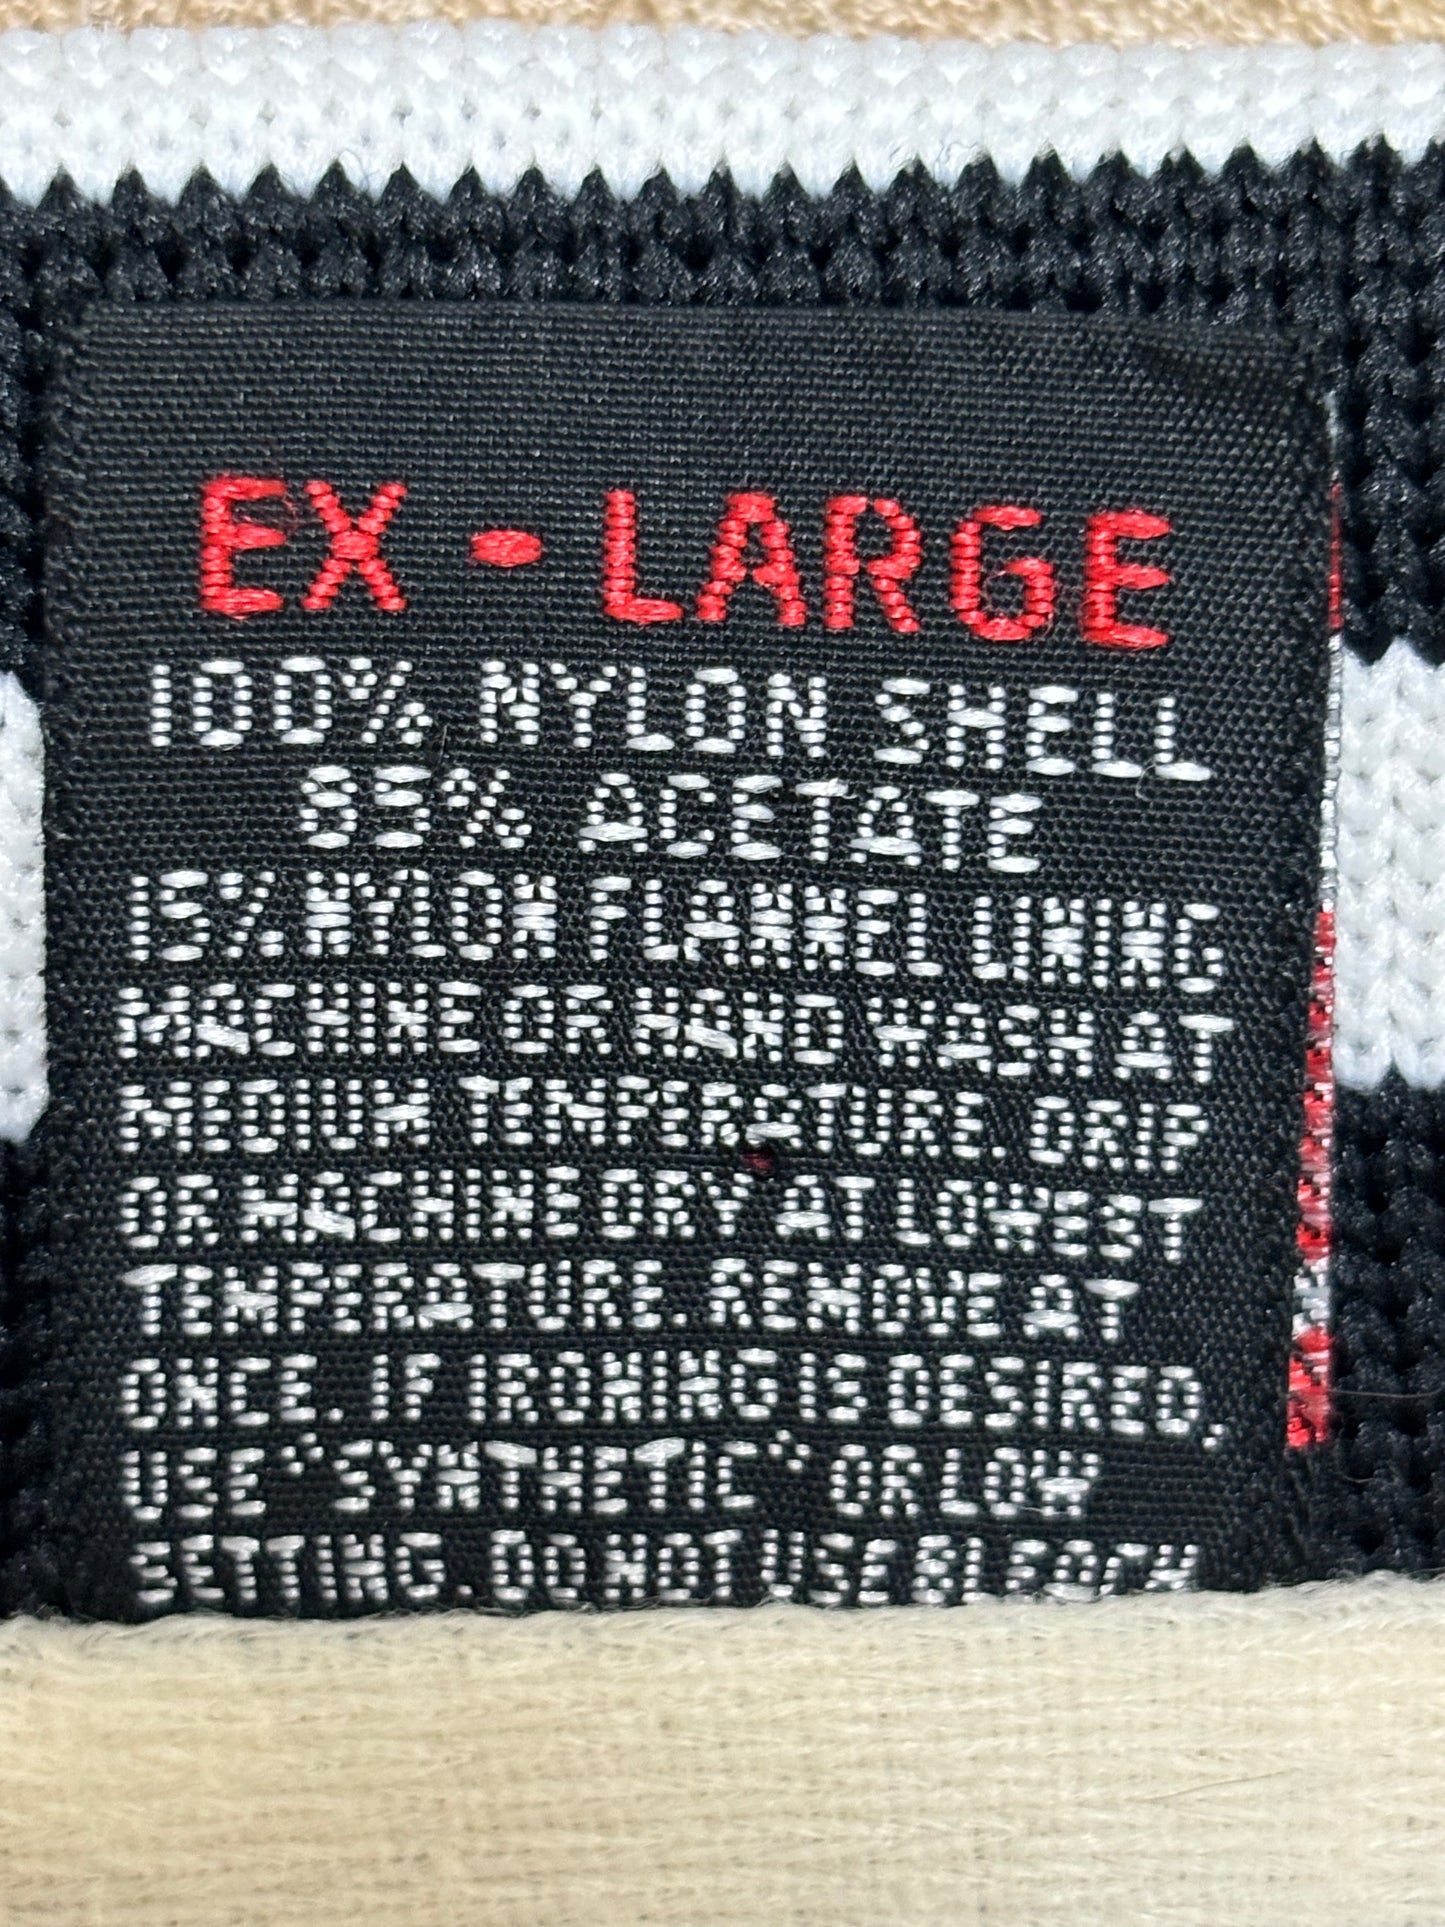 EX-LARGE
100% NYLON SHELL
85% ACETATE
15% NYLON FLANNEL LINING
MACHINE OR HAND WASH AT
MEDIUM TEMPERATURE. DRIP
OR MACHINE DRY AT LOWEST
TEMPERATURE. REMOVE AT
ONCE. IF IRONING IS DESIRED,
USE "SYNTHETIC" OR LOW
SETTING. DO NOT USE BLEACH